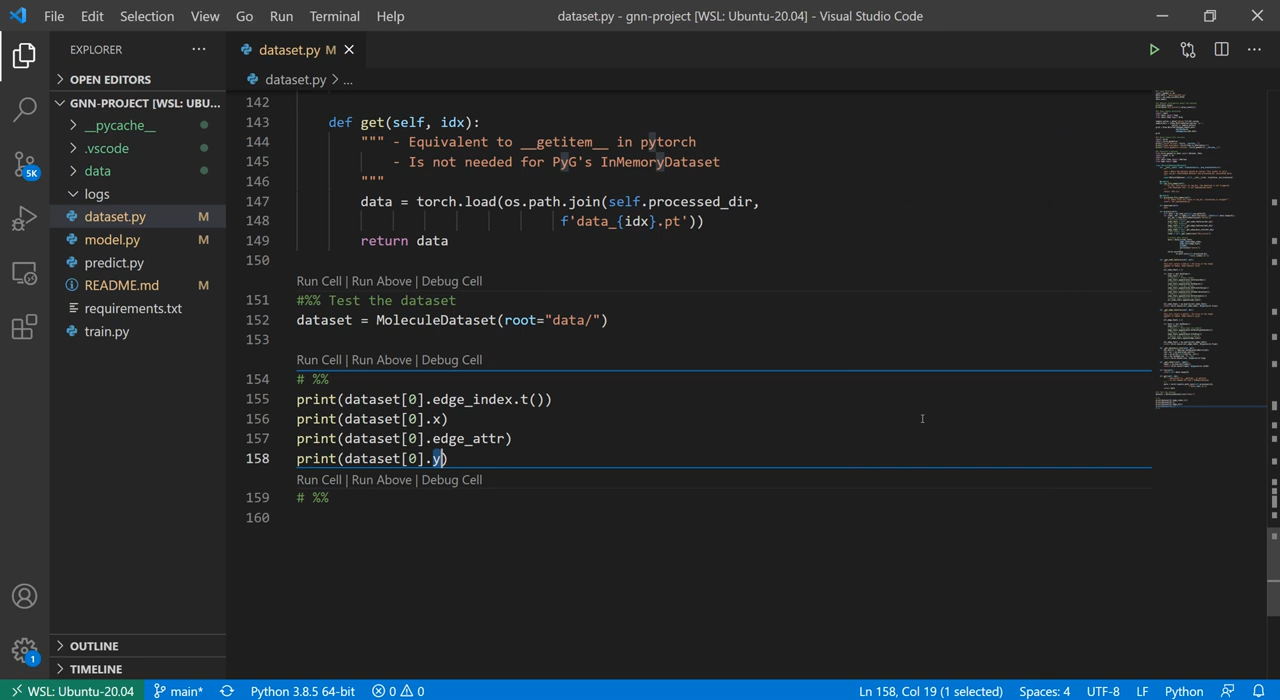 File Edit Selection View Go Run Terminal Help
dataset.py - gnn-project [WSL: Ubuntu-20.04] - Visual Studio Code
EXPLORER ···
dataset.py M
OPEN EDITORS
dataset.py > ...
GNN-PROJECT [WSL: UBU...
__pycache__
.vscode
data
logs
dataset.py M
model.py M
predict.py
README.md M
requirements.txt
train.py
OUTLINE
TIMELINE
5K
1
142
143 def get(self, idx):
144 """ - Equivalent to __getitem__ in pytorch
145 - Is not needed for PyG's InMemoryDataset
146 """
147 data = torch.load(os.path.join(self.processed_dir,
148 f'data_{idx}.pt'))
149 return data
150
Run Cell | Run Above | Debug Cell
151 #%% Test the dataset
152 dataset = MoleculeDataset(root="data/")
153
Run Cell | Run Above | Debug Cell
154 # %%
155 print(dataset[0].edge_index.t())
156 print(dataset[0].x)
157 print(dataset[0].edge_attr)
158 print(dataset[0].y)
Run Cell | Run Above | Debug Cell
159 # %%
160
WSL: Ubuntu-20.04 main* Python 3.8.5 64-bit 0 0 Ln 158, Col 19 (1 selected) Spaces: 4 UTF-8 LF Python